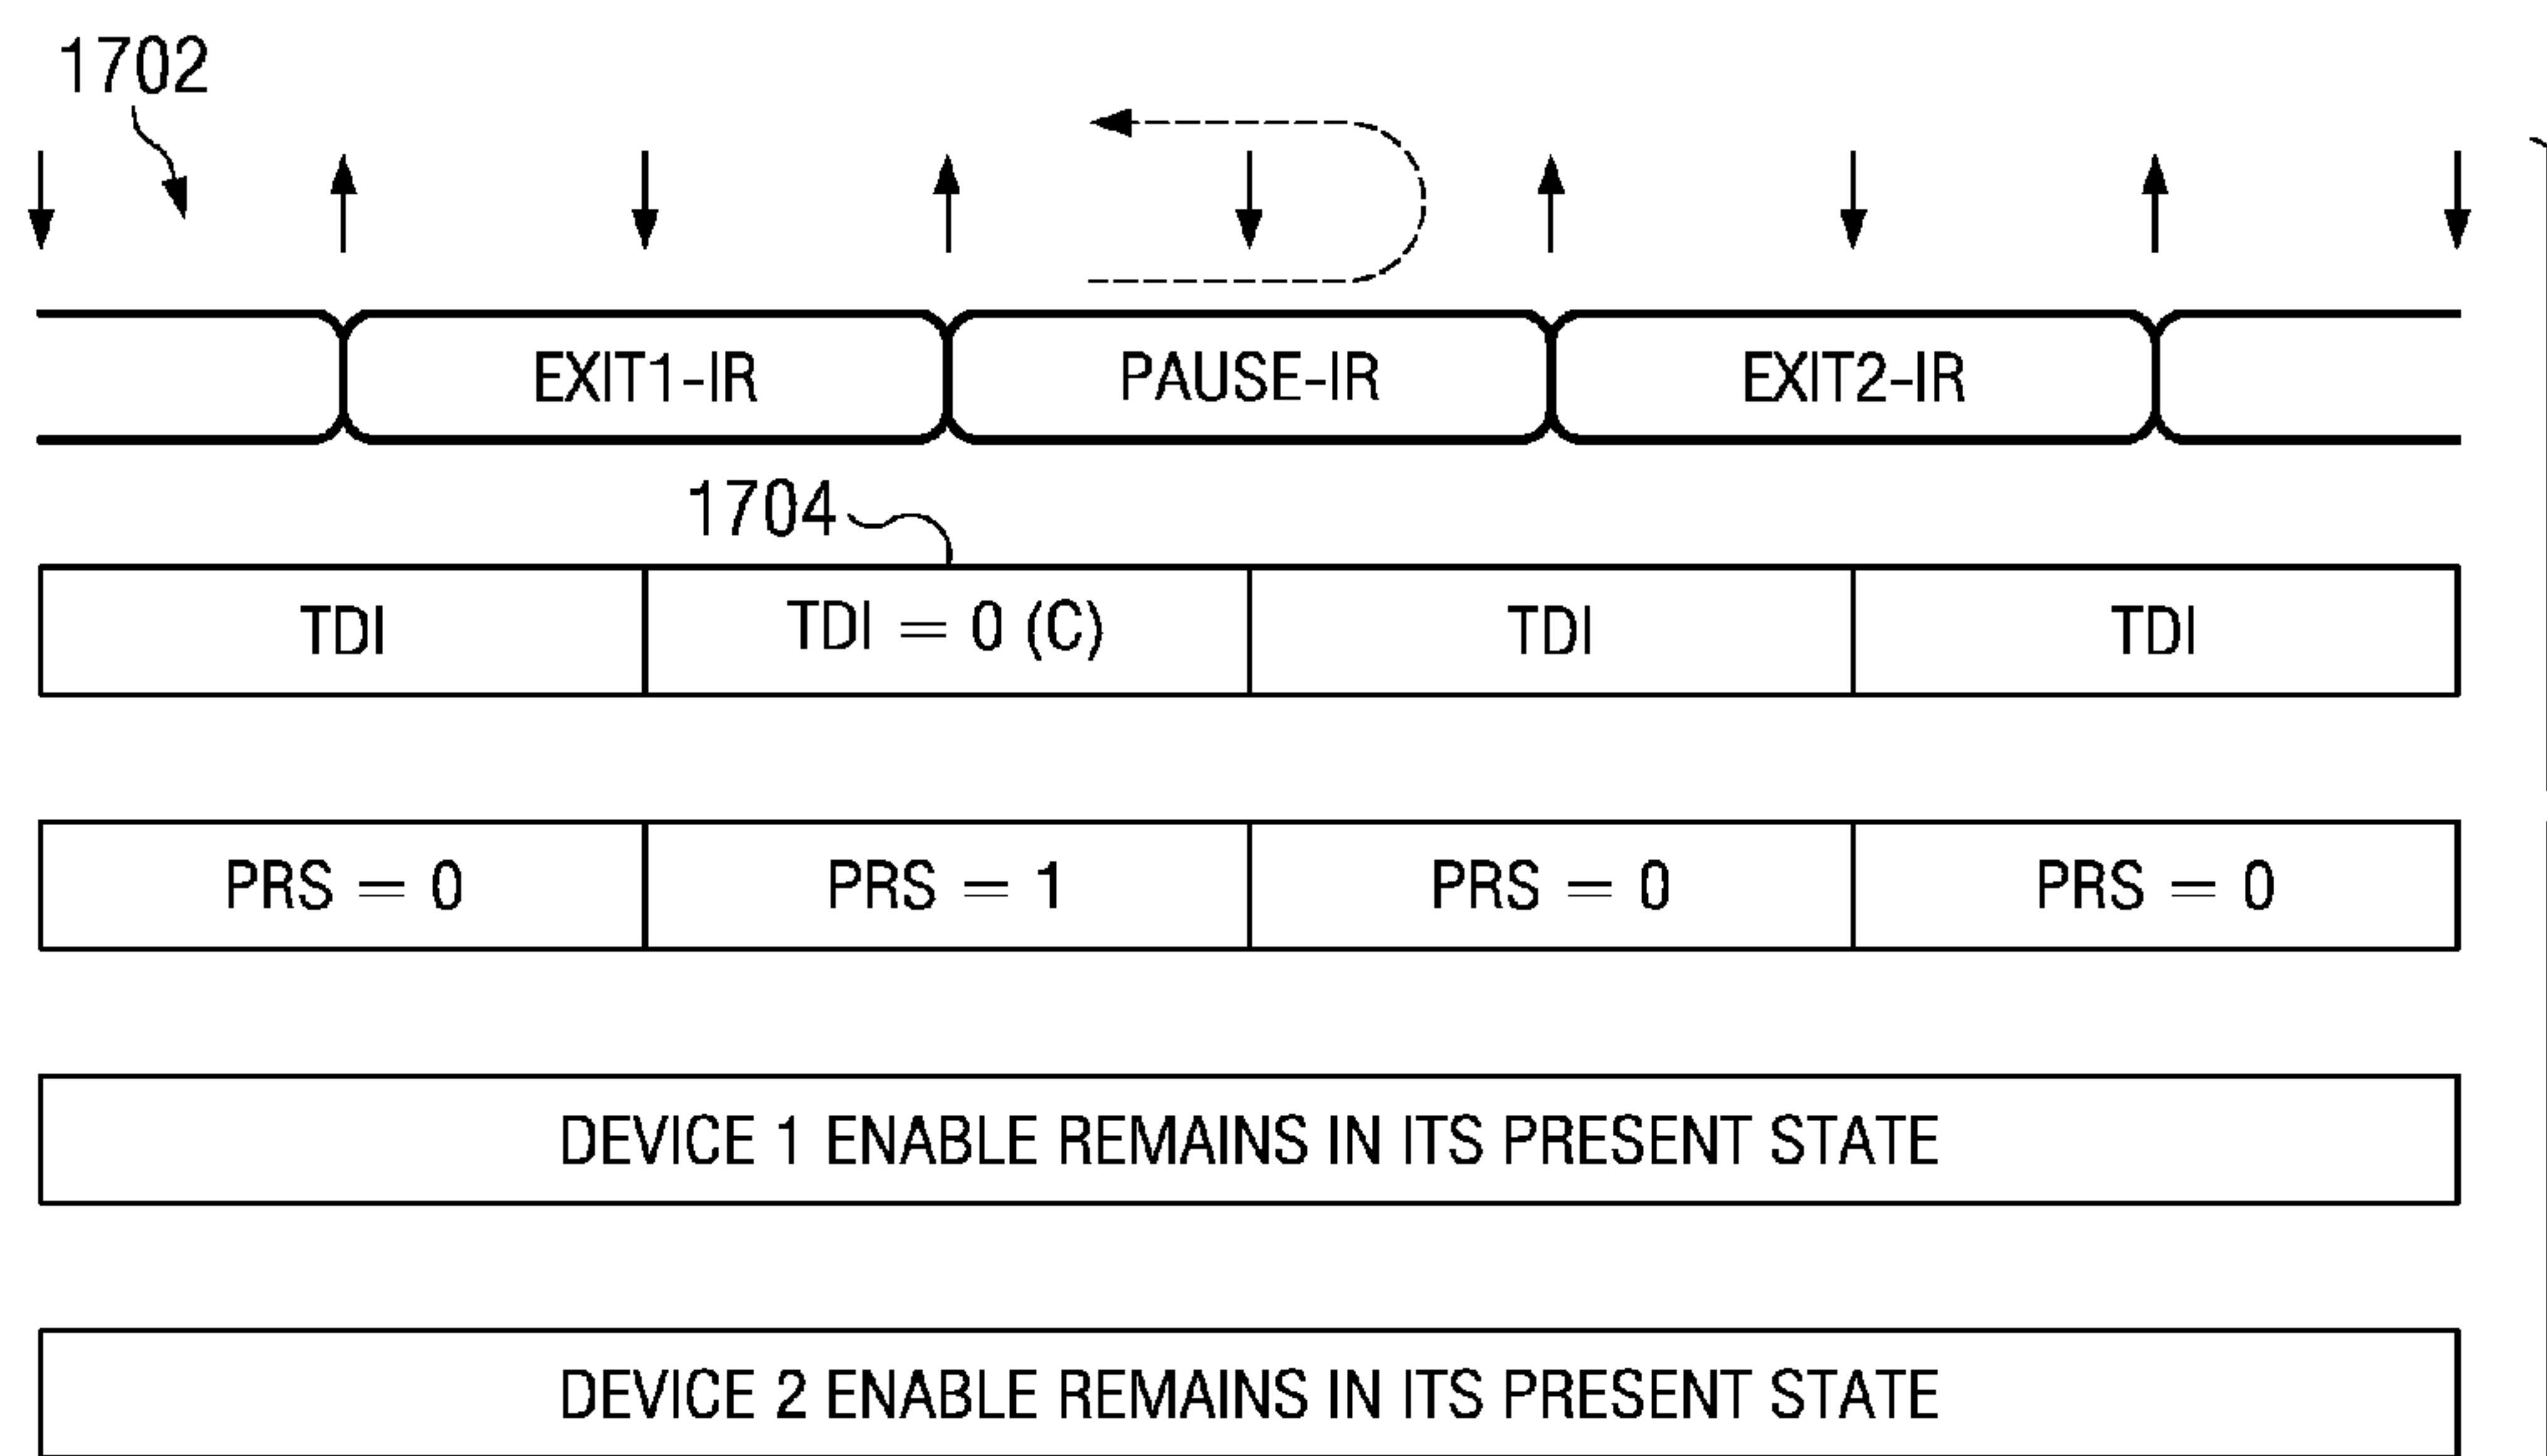 1702
EXIT1-IR PAUSE-IR EXIT2-IR
1704
TDI TDI = 0 (C) TDI TDI
PRS = 0 PRS = 1 PRS = 0 PRS = 0
DEVICE 1 ENABLE REMAINS IN ITS PRESENT STATE
DEVICE 2 ENABLE REMAINS IN ITS PRESENT STATE